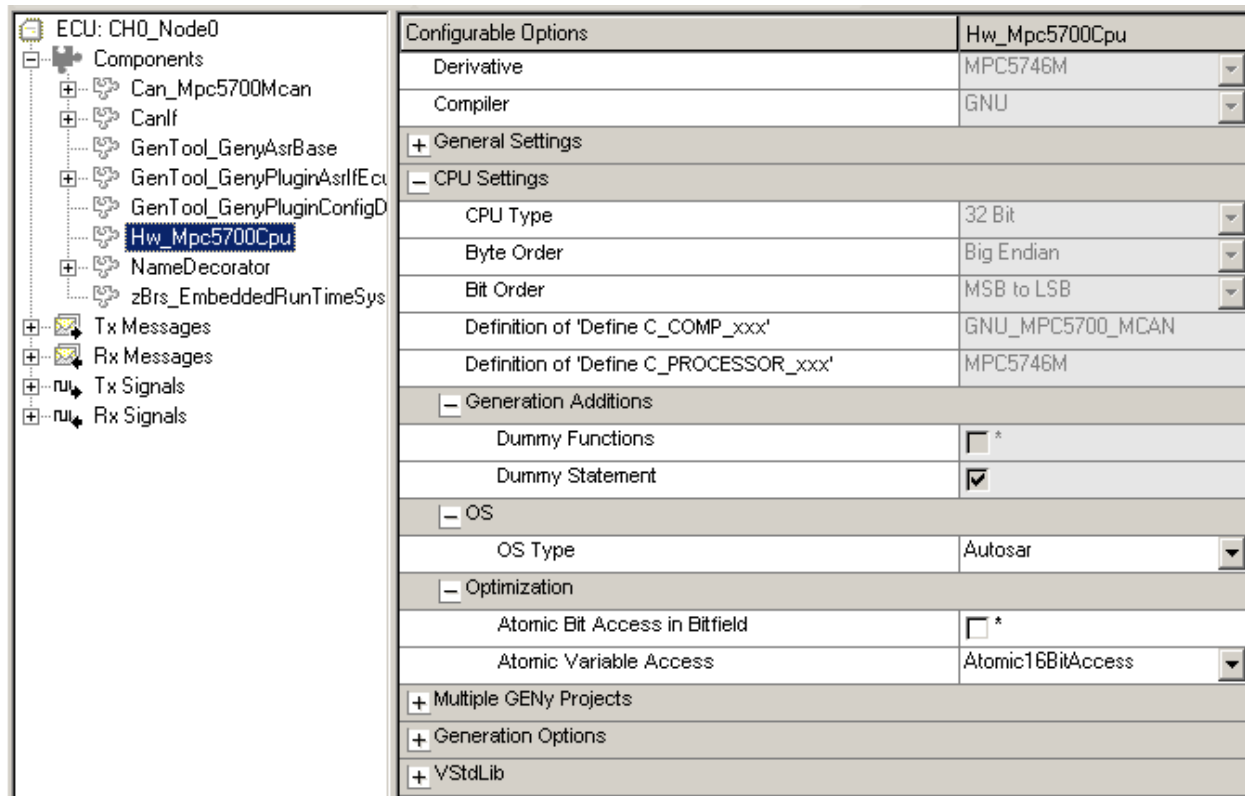 ECU: CH0_Node0
Components
Can_Mpc5700Mcan
CanIf
GenTool_GenyAsrBase
GenTool_GenyPluginAsrIfEcu
GenTool_GenyPluginConfigD
Hw_Mpc5700Cpu
NameDecorator
zBrs_EmbeddedRunTimeSys
Tx Messages
Rx Messages
Tx Signals
Rx Signals
Configurable Options Hw_Mpc5700Cpu
Derivative MPC5746M
Compiler GNU
General Settings
CPU Settings
CPU Type 32 Bit
Byte Order Big Endian
Bit Order MSB to LSB
Definition of 'Define C_COMP_xxx' GNU_MPC5700_MCAN
Definition of 'Define C_PROCESSOR_xxx' MPC5746M
Generation Additions
Dummy Functions *
Dummy Statement
OS
OS Type Autosar
Optimization
Atomic Bit Access in Bitfield *
Atomic Variable Access Atomic16BitAccess
Multiple GENy Projects
Generation Options
VStdLib